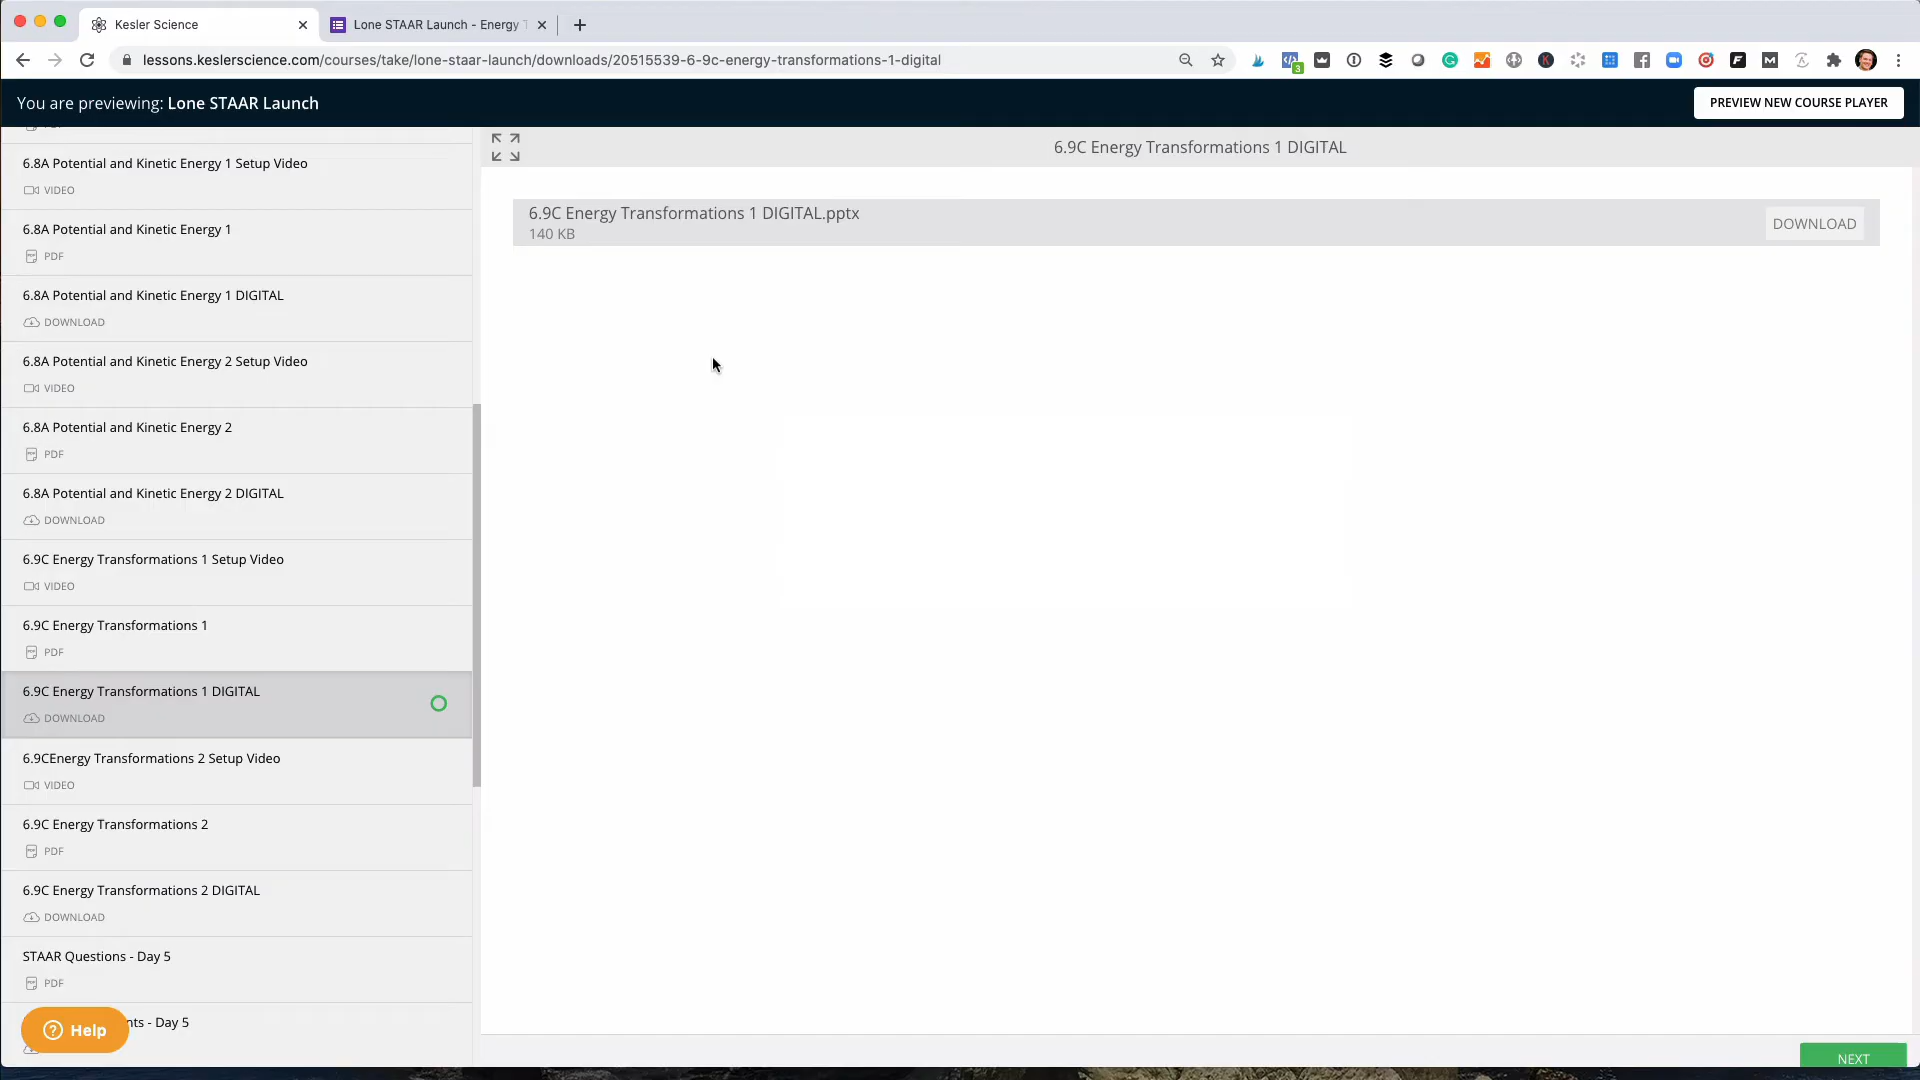 Kesler Science
Lone STAAR Launch - Energy T
lessons.keslerscience.com/courses/take/lone-staar-launch/downloads/20515539-6-9c-energy-transformations-1-digital
3
You are previewing: Lone STAAR Launch
PREVIEW NEW COURSE PLAYER
6.8A Potential and Kinetic Energy 1 Setup Video
VIDEO
6.8A Potential and Kinetic Energy 1
PDF
6.8A Potential and Kinetic Energy 1 DIGITAL
DOWNLOAD
6.8A Potential and Kinetic Energy 2 Setup Video
VIDEO
6.8A Potential and Kinetic Energy 2
PDF
6.8A Potential and Kinetic Energy 2 DIGITAL
DOWNLOAD
6.9C Energy Transformations 1 Setup Video
VIDEO
6.9C Energy Transformations 1
PDF
6.9C Energy Transformations 1 DIGITAL
DOWNLOAD
6.9CEnergy Transformations 2 Setup Video
VIDEO
6.9C Energy Transformations 2
PDF
6.9C Energy Transformations 2 DIGITAL
DOWNLOAD
STAAR Questions - Day 5
PDF
nts - Day 5
Help
6.9C Energy Transformations 1 DIGITAL
6.9C Energy Transformations 1 DIGITAL.pptx
140 KB
DOWNLOAD
NEXT